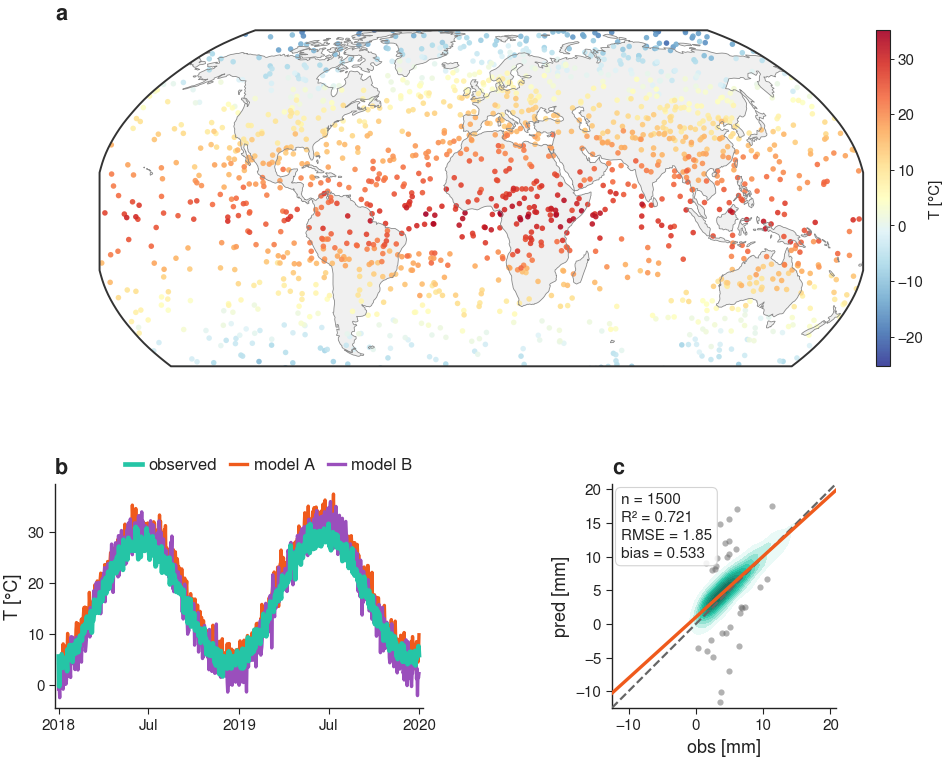 a
30
20
10
0
−10
−20
T [°C]
b
observed
model A
model B
30
20
10
0
T [°C]
2018
Jul
2019
Jul
2020
c
n = 1500
R² = 0.721
RMSE = 1.85
bias = 0.533
20
15
10
5
0
−5
−10
pred [mm]
−10
0
10
20
obs [mm]